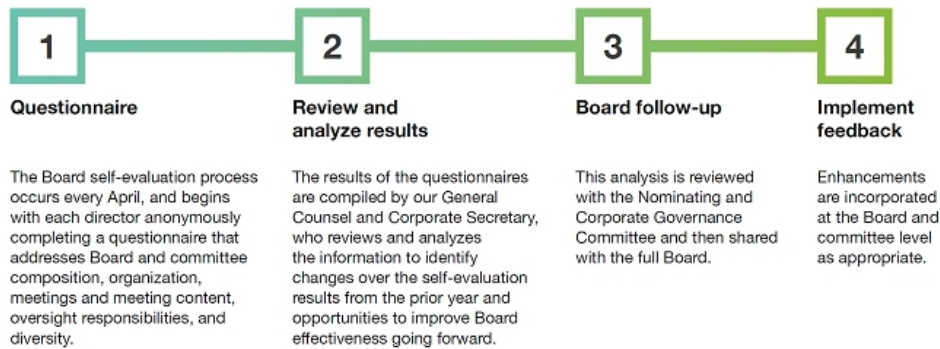 1
2
3
4
Questionnaire
The Board self-evaluation process
occurs every April, and begins
with each director anonymously
completing a questionnaire that
addresses Board and committee
composition, organization,
meetings and meeting content,
oversight responsibilities, and
diversity.
Review and
analyze results
The results of the questionnaires
are compiled by our General
Counsel and Corporate Secretary,
who reviews and analyzes
the information to identify
changes over the self-evaluation
results from the prior year and
opportunities to improve Board
effectiveness going forward.
Board follow-up
This analysis is reviewed
with the Nominating and
Corporate Governance
Committee and then shared
with the full Board.
Implement
feedback
Enhancements
are incorporated
at the Board and
committee level
as appropriate.